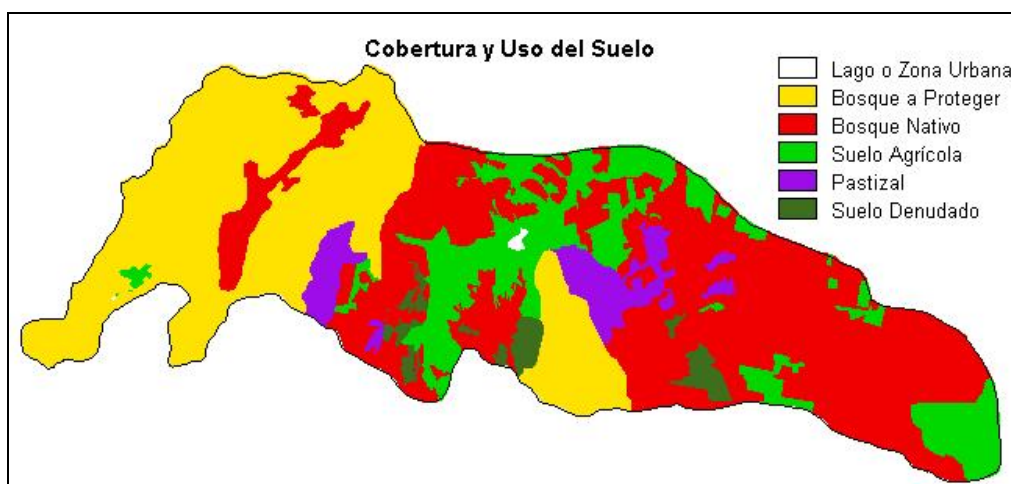 Cobertura y Uso del Suelo
Lago o Zona Urbana
Bosque a Proteger
Bosque Nativo
Suelo Agrícola
Pastizal
Suelo Denudado